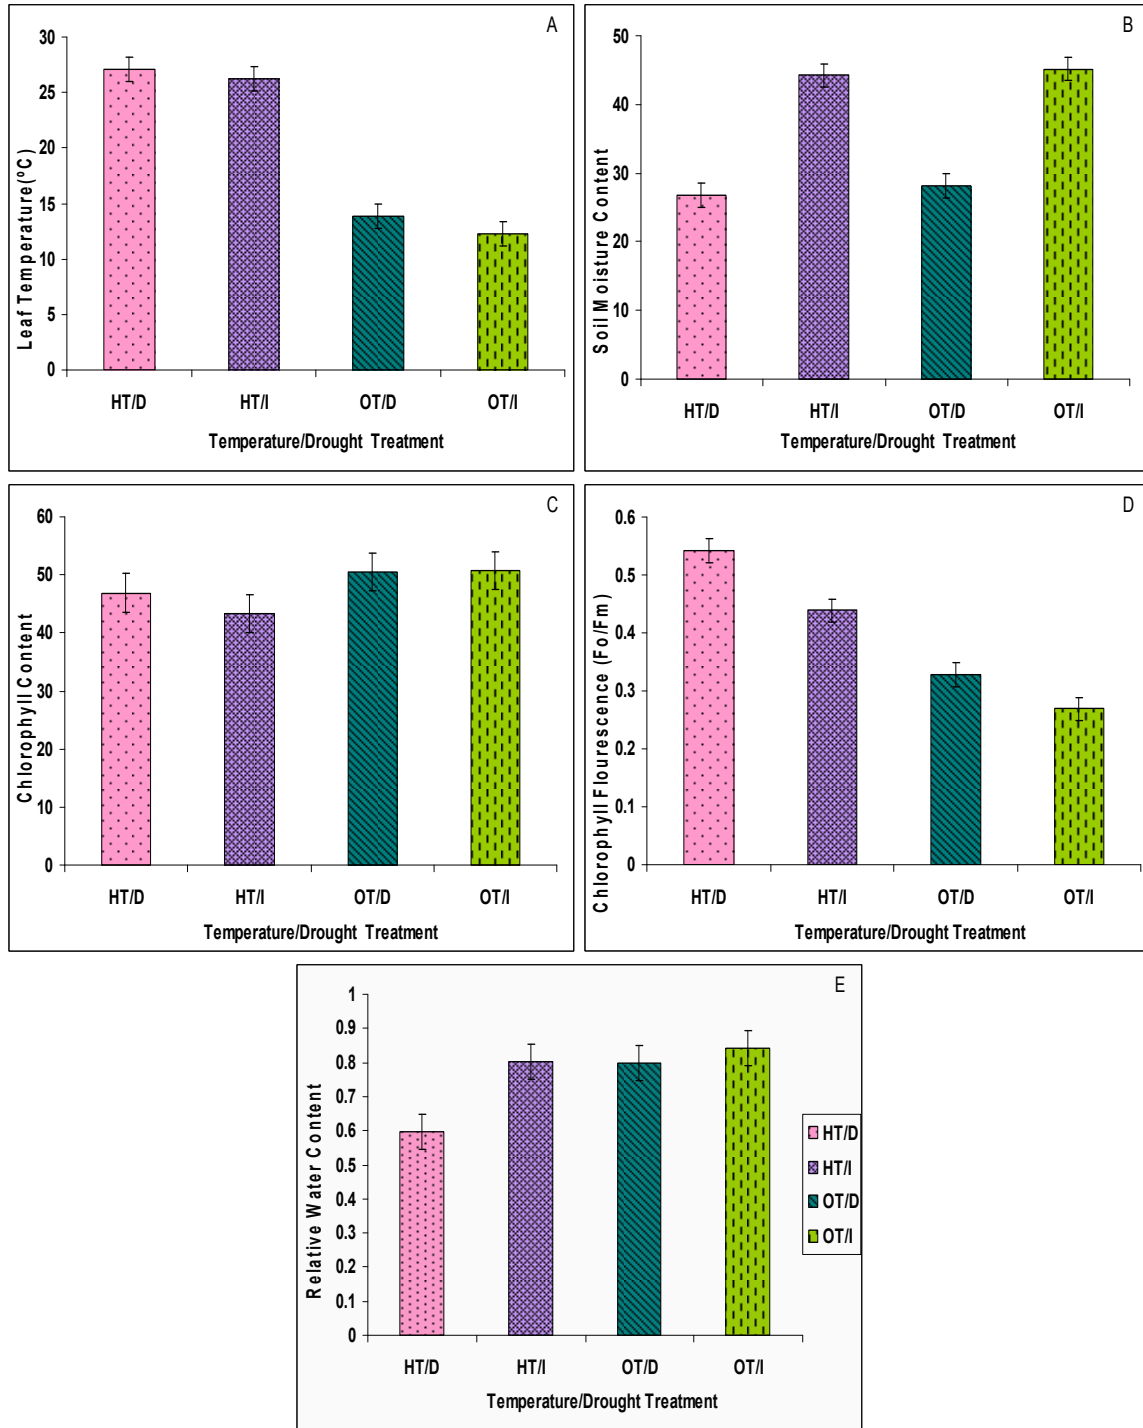 A
30
25
20
15
10
5
0
Leaf Temperature(ºC)
HT/D HT/I OT/D OT/I
Temperature/Drought Treatment
B
50
40
30
20
10
0
Soil Moisture Content
HT/D HT/I OT/D OT/I
Temperature/Drought Treatment
C
60
50
40
30
20
10
0
Chlorophyll Content
HT/D HT/I OT/D OT/I
Temperature/Drought Treatment
D
0.6
0.5
0.4
0.3
0.2
0.1
0
Chlorophyll Flourescence (Fo/Fm)
HT/D HT/I OT/D OT/I
Temperature/Drought Treatment
E
1
0.9
0.8
0.7
0.6
0.5
0.4
0.3
0.2
0.1
0
Relative Water Content
HT/D HT/I OT/D OT/I
Temperature/Drought Treatment
HT/D
HT/I
OT/D
OT/I